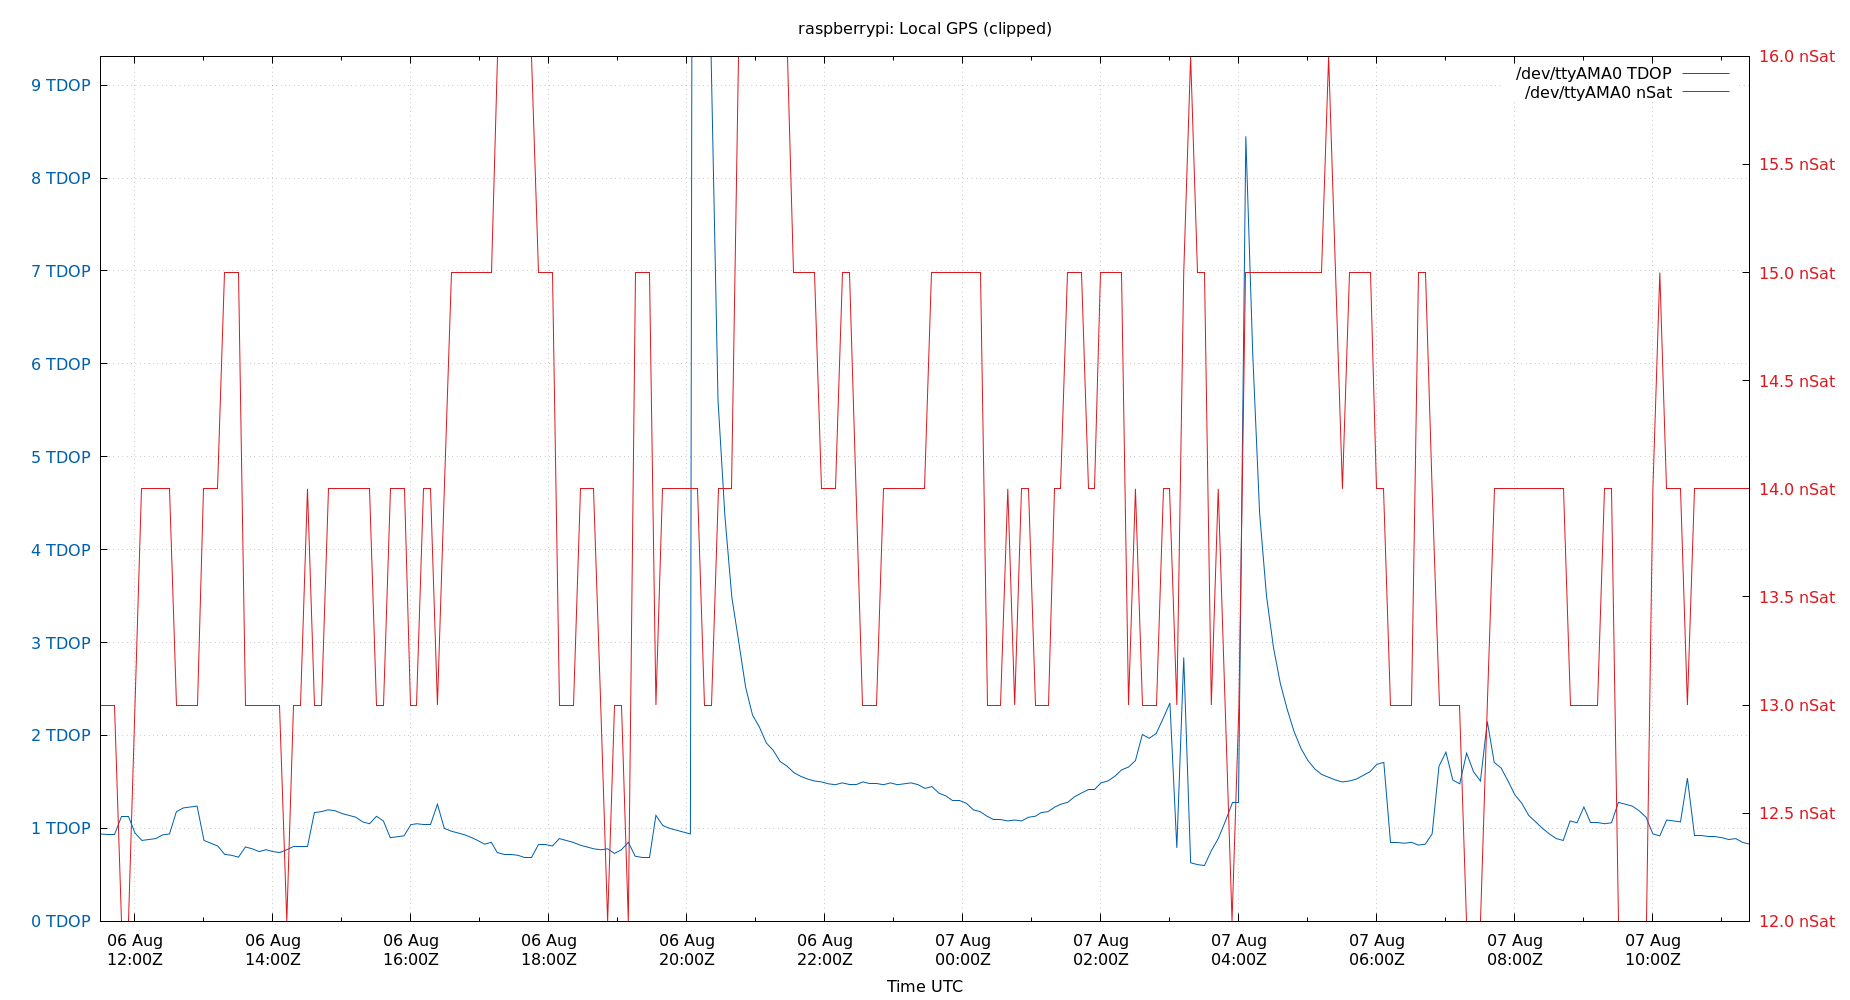 raspberrypi: Local GPS (clipped)
/dev/ttyAMA0 TDOP
/dev/ttyAMA0 nSat
9 TDOP
8 TDOP
7 TDOP
6 TDOP
5 TDOP
4 TDOP
3 TDOP
2 TDOP
1 TDOP
0 TDOP
16.0 nSat
15.5 nSat
15.0 nSat
14.5 nSat
14.0 nSat
13.5 nSat
13.0 nSat
12.5 nSat
12.0 nSat
06 Aug
12:00Z
06 Aug
14:00Z
06 Aug
16:00Z
06 Aug
18:00Z
06 Aug
20:00Z
06 Aug
22:00Z
07 Aug
00:00Z
07 Aug
02:00Z
07 Aug
04:00Z
07 Aug
06:00Z
07 Aug
08:00Z
07 Aug
10:00Z
Time UTC